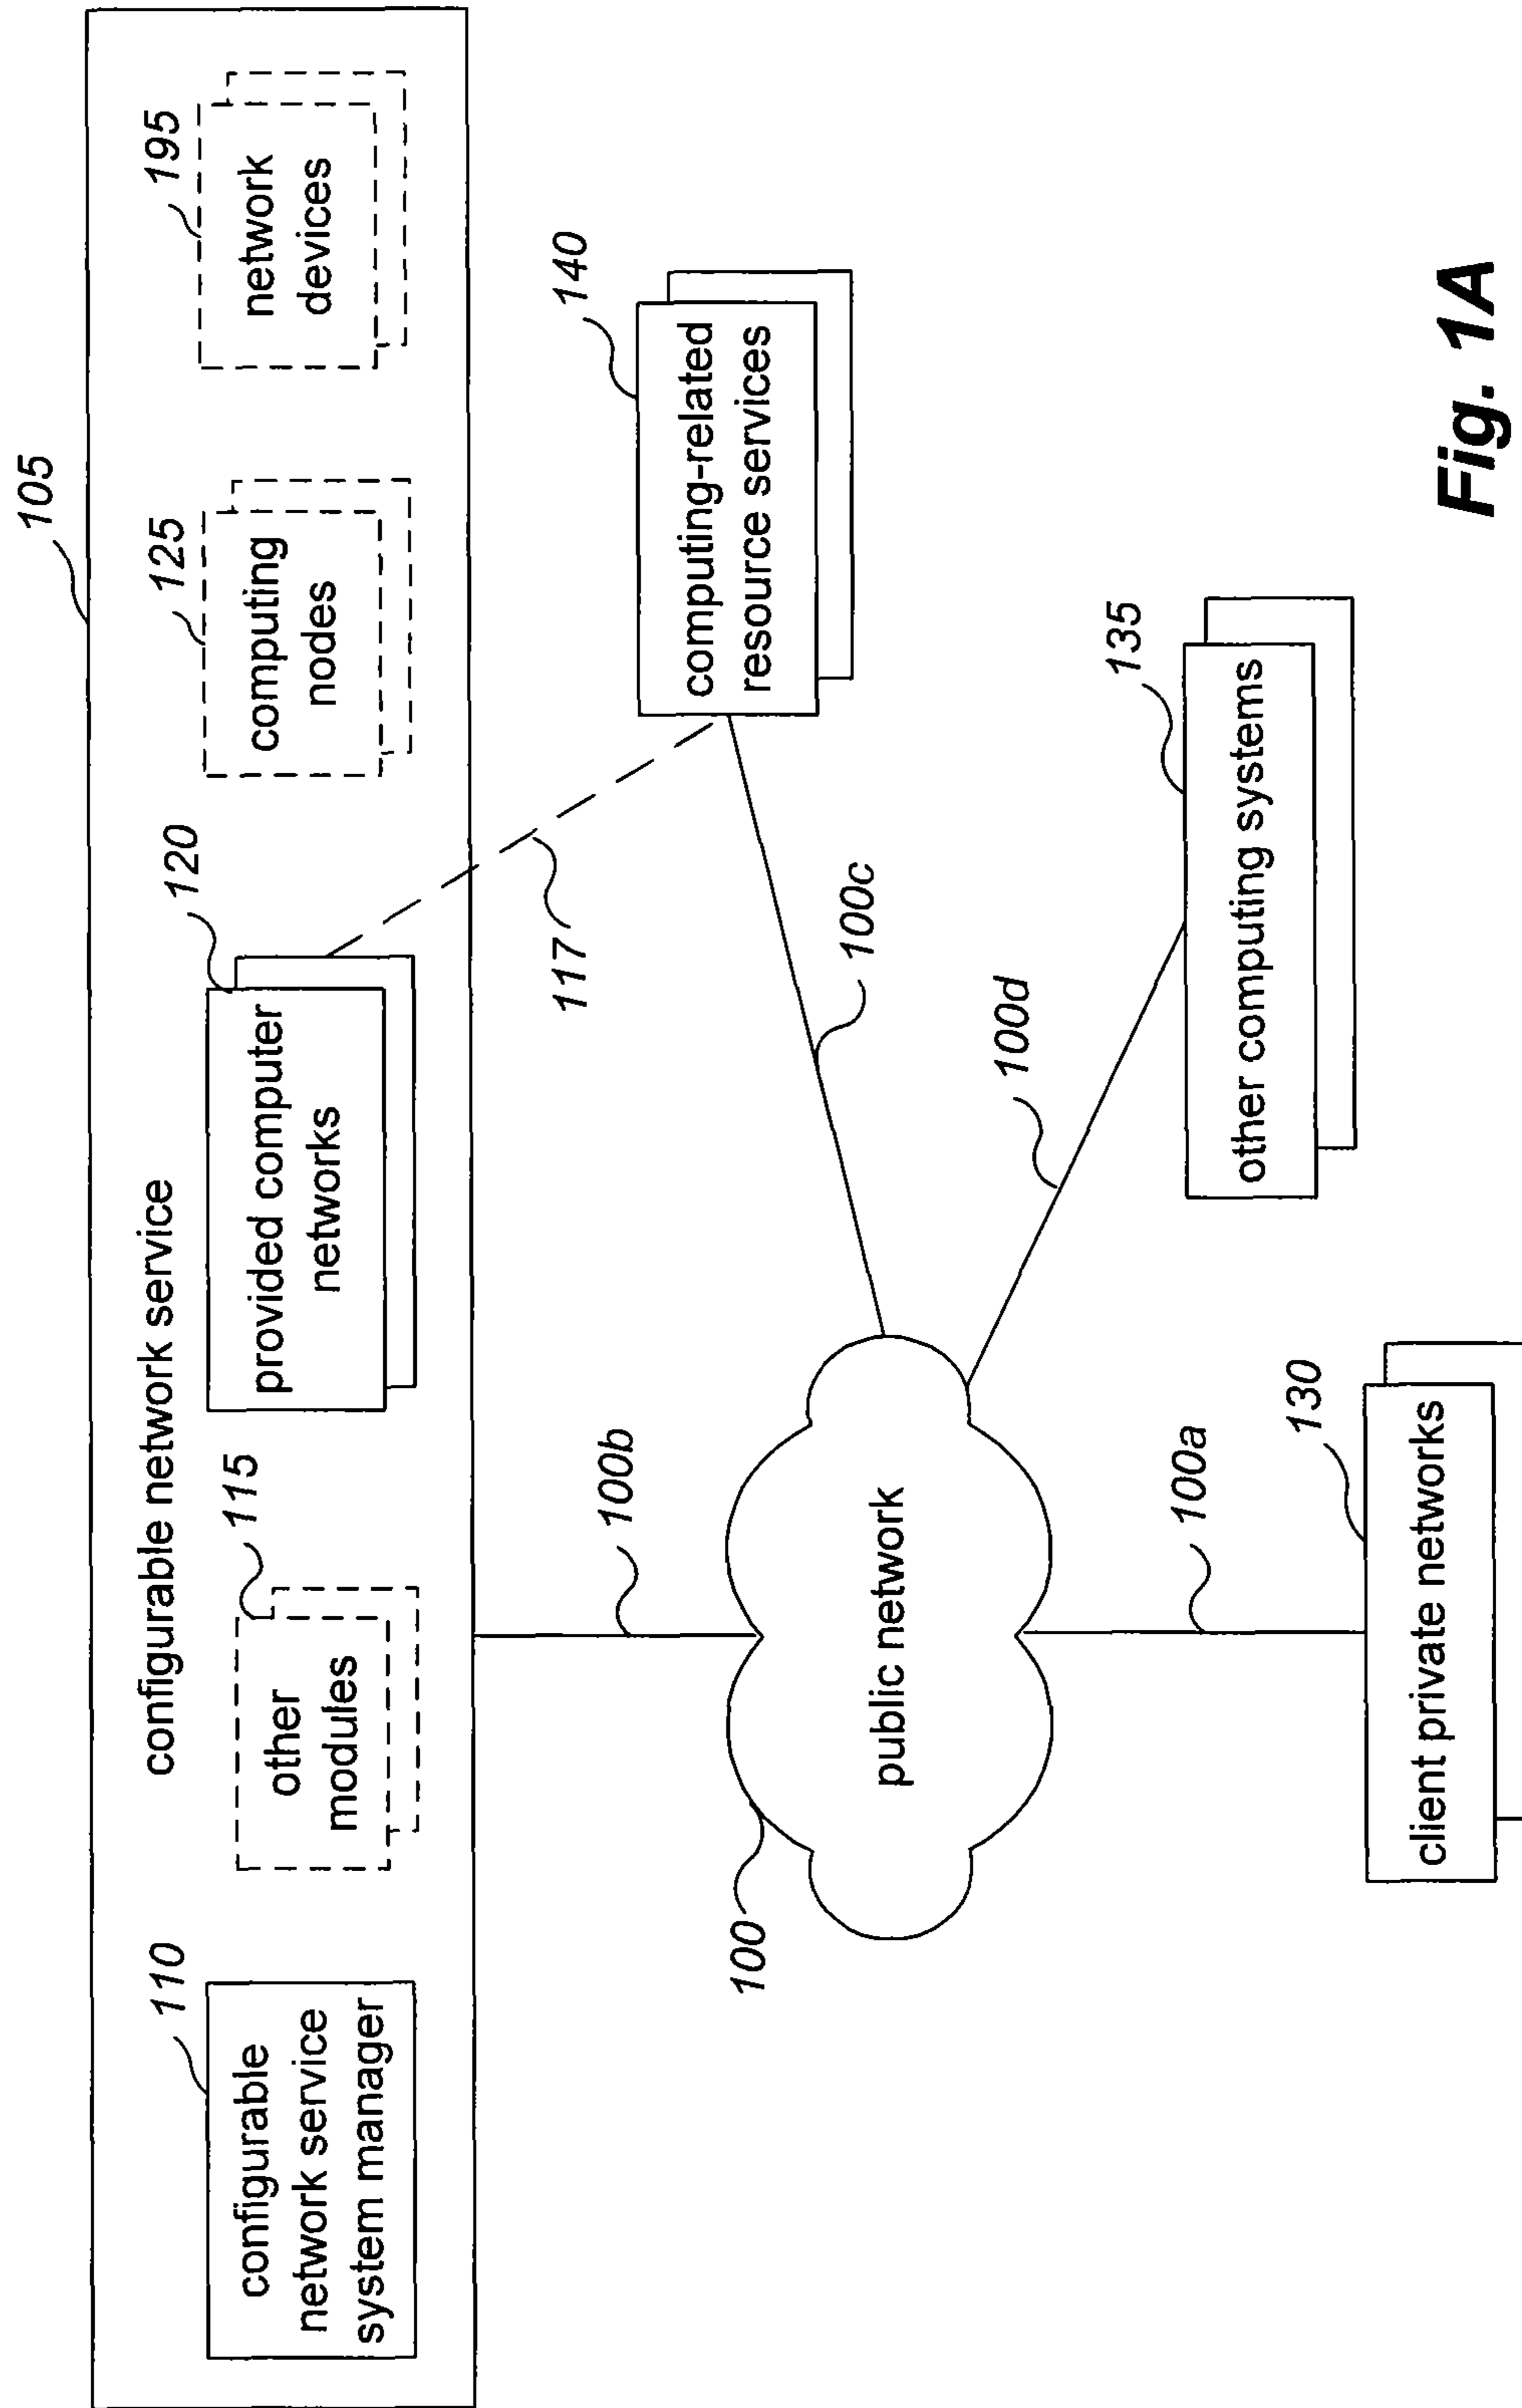 105
configurable network service
110
configurable
network service
system manager
115
other
modules
120
provided computer
networks
125
computing
nodes
195
network
devices
117
140
computing-related
resource services
100b
100c
100
public network
100d
135
other computing systems
100a
130
client private networks
Fig. 1A